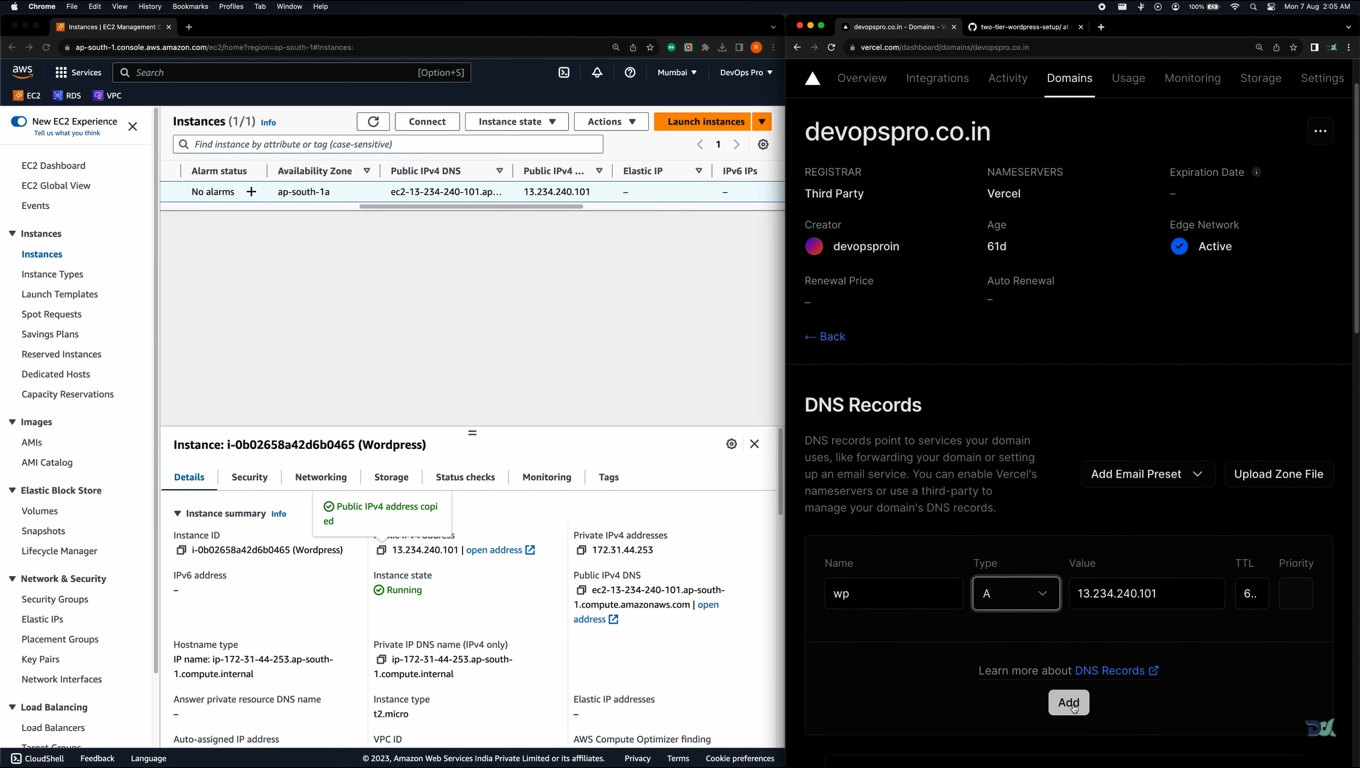 Chrome File Edit View History Bookmarks Profiles Tab Window Help
100% Mon 7 Aug 2:05 AM
Instances | EC2 Management C
ap-south-1.console.aws.amazon.com/ec2/home?region=ap-south-1#Instances:
aws Services Search [Option+S] Mumbai DevOps Pro
EC2 RDS VPC
New EC2 Experience
Tell us what you think
EC2 Dashboard
EC2 Global View
Events
Instances
Instances
Instance Types
Launch Templates
Spot Requests
Savings Plans
Reserved Instances
Dedicated Hosts
Capacity Reservations
Images
AMIs
AMI Catalog
Elastic Block Store
Volumes
Snapshots
Lifecycle Manager
Network & Security
Security Groups
Elastic IPs
Placement Groups
Key Pairs
Network Interfaces
Load Balancing
Load Balancers
Target Groups
Instances (1/1) Info
Connect Instance state Actions Launch instances
Find instance by attribute or tag (case-sensitive)
1
Alarm status Availability Zone Public IPv4 DNS Public IPv4 ... Elastic IP IPv6 IPs
No alarms + ap-south-1a ec2-13-234-240-101.ap... 13.234.240.101 – –
Instance: i-0b02658a42d6b0465 (Wordpress)
Details Security Networking Storage Status checks Monitoring Tags
Public IPv4 address copi
ed
Instance summary Info
Instance ID
i-0b02658a42d6b0465 (Wordpress)
13.234.240.101 | open address
Private IPv4 addresses
172.31.44.253
IPv6 address
–
Instance state
Running
Public IPv4 DNS
ec2-13-234-240-101.ap-south-
1.compute.amazonaws.com | open
address
Hostname type
IP name: ip-172-31-44-253.ap-south-
1.compute.internal
Private IP DNS name (IPv4 only)
ip-172-31-44-253.ap-south-
1.compute.internal
Answer private resource DNS name
–
Instance type
t2.micro
Elastic IP addresses
–
Auto-assigned IP address
VPC ID
AWS Compute Optimizer finding
CloudShell Feedback Language © 2023, Amazon Web Services India Private Limited or its affiliates. Privacy Terms Cookie preferences
devopspro.co.in - Domains - V
two-tier-wordpress-setup/ at
vercel.com/dashboard/domains/devopspro.co.in
Overview Integrations Activity Domains Usage Monitoring Storage Settings
devopspro.co.in
REGISTRAR
Third Party
NAMESERVERS
Vercel
Expiration Date
–
Creator
devopsproin
Age
61d
Edge Network
Active
Renewal Price
–
Auto Renewal
–
← Back
DNS Records
DNS records point to services your domain
uses, like forwarding your domain or setting
up an email service. You can enable Vercel's
nameservers or use a third-party to
manage your domain's DNS records.
Add Email Preset
Upload Zone File
Name Type Value TTL Priority
wp A 13.234.240.101 6..
Learn more about DNS Records
Add